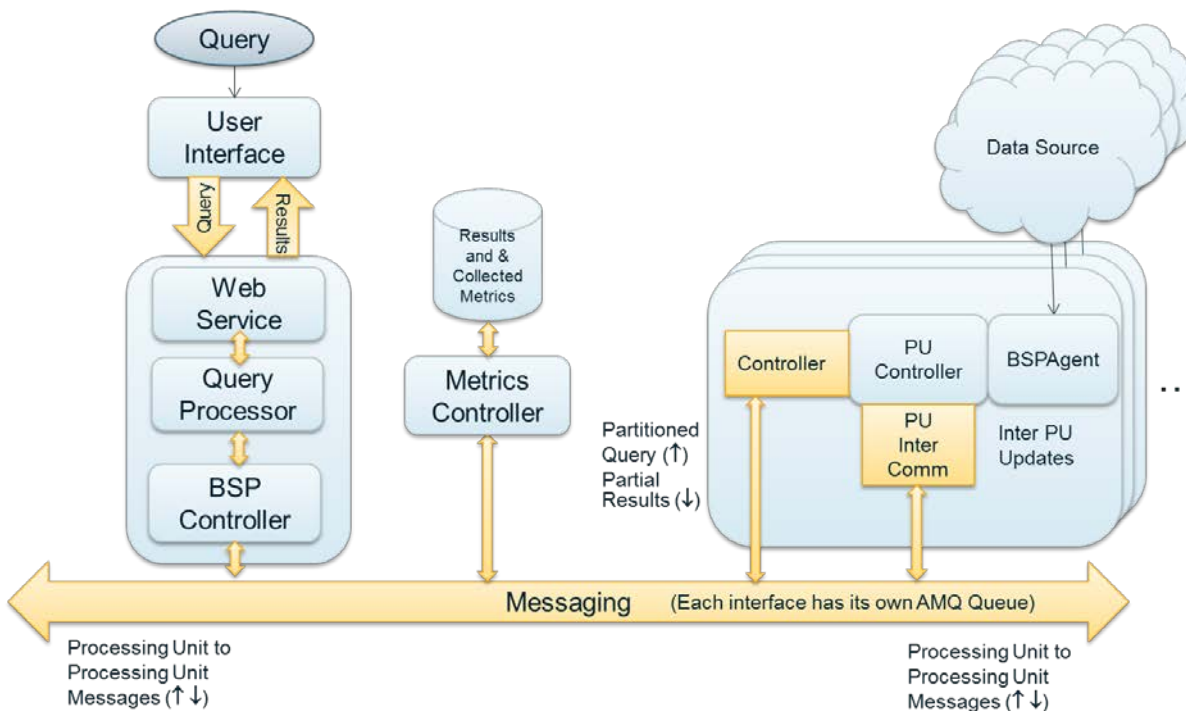 Query
User
Interface
Query
Results
Web
Service
Query
Processor
BSP
Controller
Results
and &
Collected
Metrics
Metrics
Controller
Data Source
Controller
PU
Controller
BSPAgent
PU
Inter
Comm
Inter PU
Updates
. .
Partitioned
Query (↑)
Partial
Results (↓)
Messaging (Each interface has its own AMQ Queue)
Processing Unit to
Processing Unit
Messages (↑ ↓)
Processing Unit to
Processing Unit
Messages (↑ ↓)